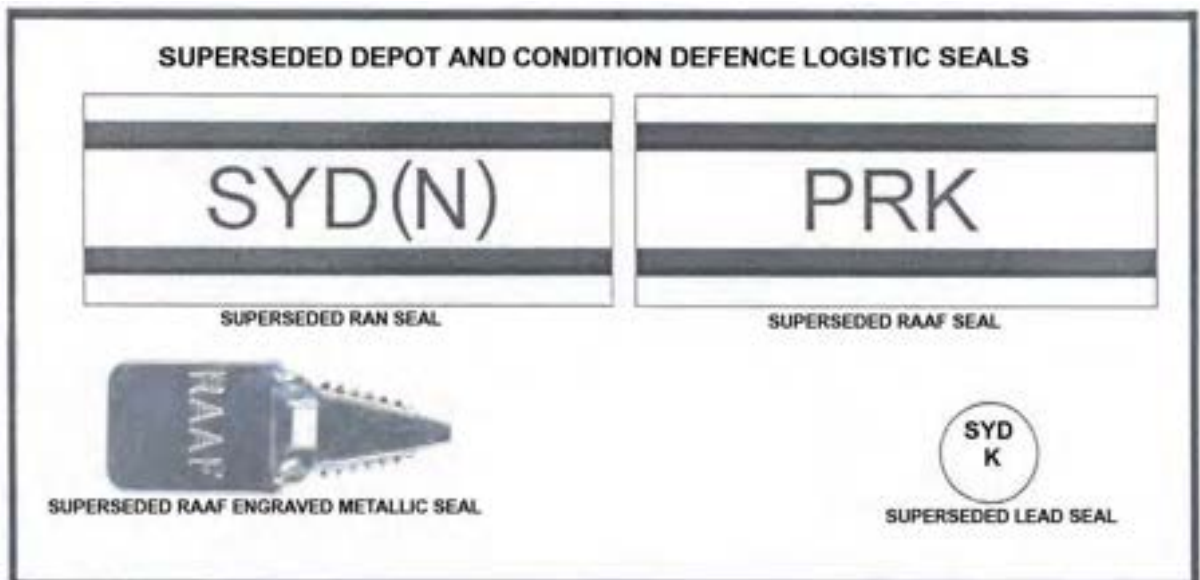 SUPERSEDED DEPOT AND CONDITION DEFENCE LOGISTIC SEALS
SYD(N)
PRK
SUPERSEDED RAN SEAL
SUPERSEDED RAAF SEAL
RAAF
SYD
K
SUPERSEDED RAAF ENGRAVED METALLIC SEAL
SUPERSEDED LEAD SEAL